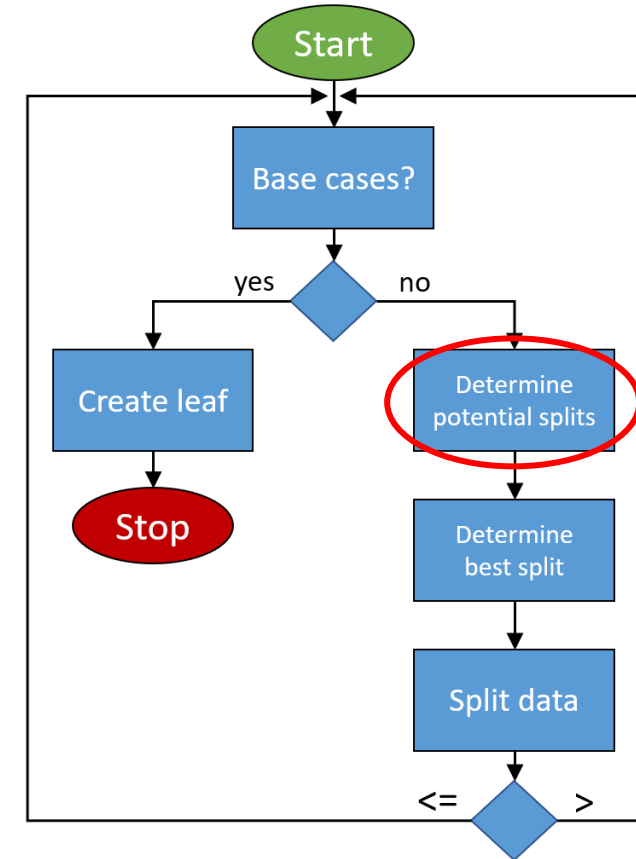 Start
Base cases?
yes
no
Create leaf
Determine
potential splits
Stop
Determine
best split
Split data
<=
>